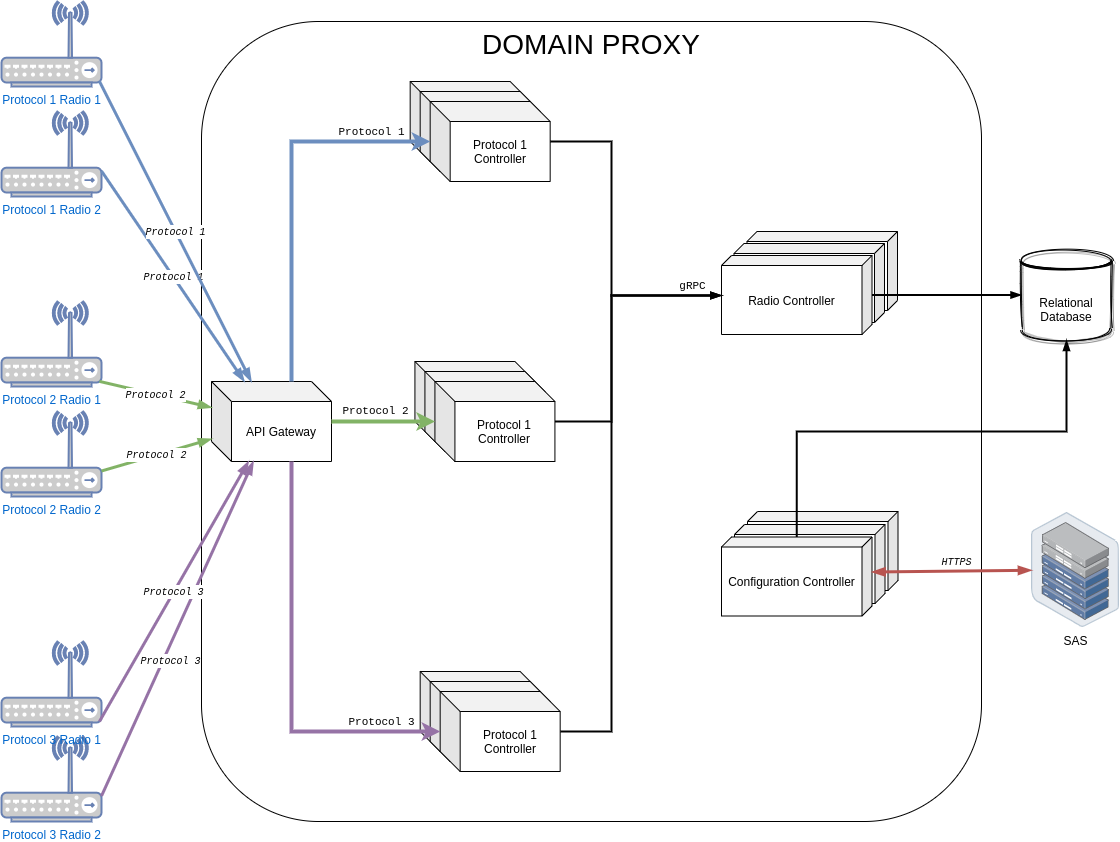 DOMAIN PROXY
Protocol 1 Radio 1
Protocol 1 Radio 2
Protocol 1
Protocol 1
Protocol 1
Protocol 1
Controller
gRPC
Radio Controller
Relational
Database
Protocol 2 Radio 1
Protocol 2
Protocol 2
Protocol 2 Radio 2
API Gateway
Protocol 2
Protocol 1
Controller
Configuration Controller
HTTPS
SAS
Protocol 3
Protocol 3
Protocol 3 Radio 1
Protocol 3 Radio 2
Protocol 3
Protocol 1
Controller